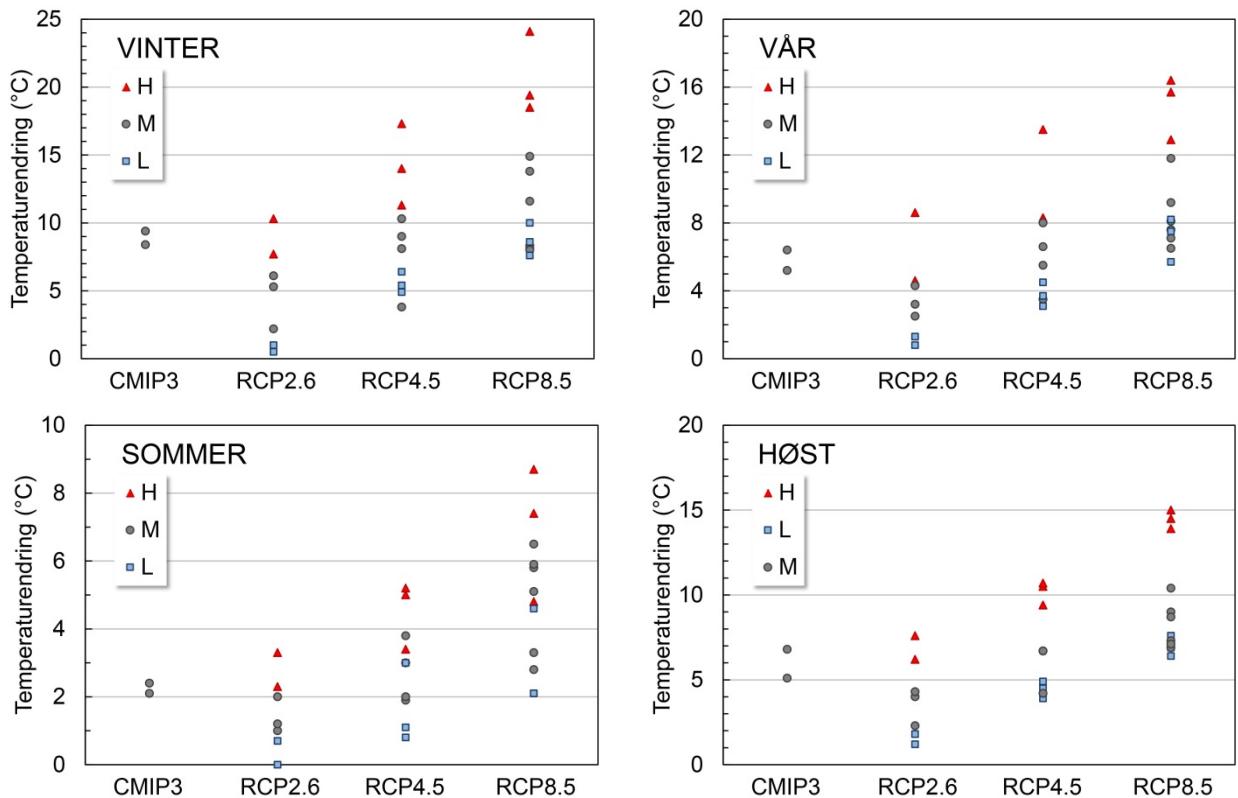 VINTER
H
M
L
Temperaturendring (°C)
25
20
15
10
5
0
CMIP3 RCP2.6 RCP4.5 RCP8.5
VÅR
H
M
L
Temperaturendring (°C)
20
16
12
8
4
0
CMIP3 RCP2.6 RCP4.5 RCP8.5
SOMMER
H
M
L
Temperaturendring (°C)
10
8
6
4
2
0
CMIP3 RCP2.6 RCP4.5 RCP8.5
HØST
H
L
M
Temperaturendring (°C)
20
15
10
5
0
CMIP3 RCP2.6 RCP4.5 RCP8.5